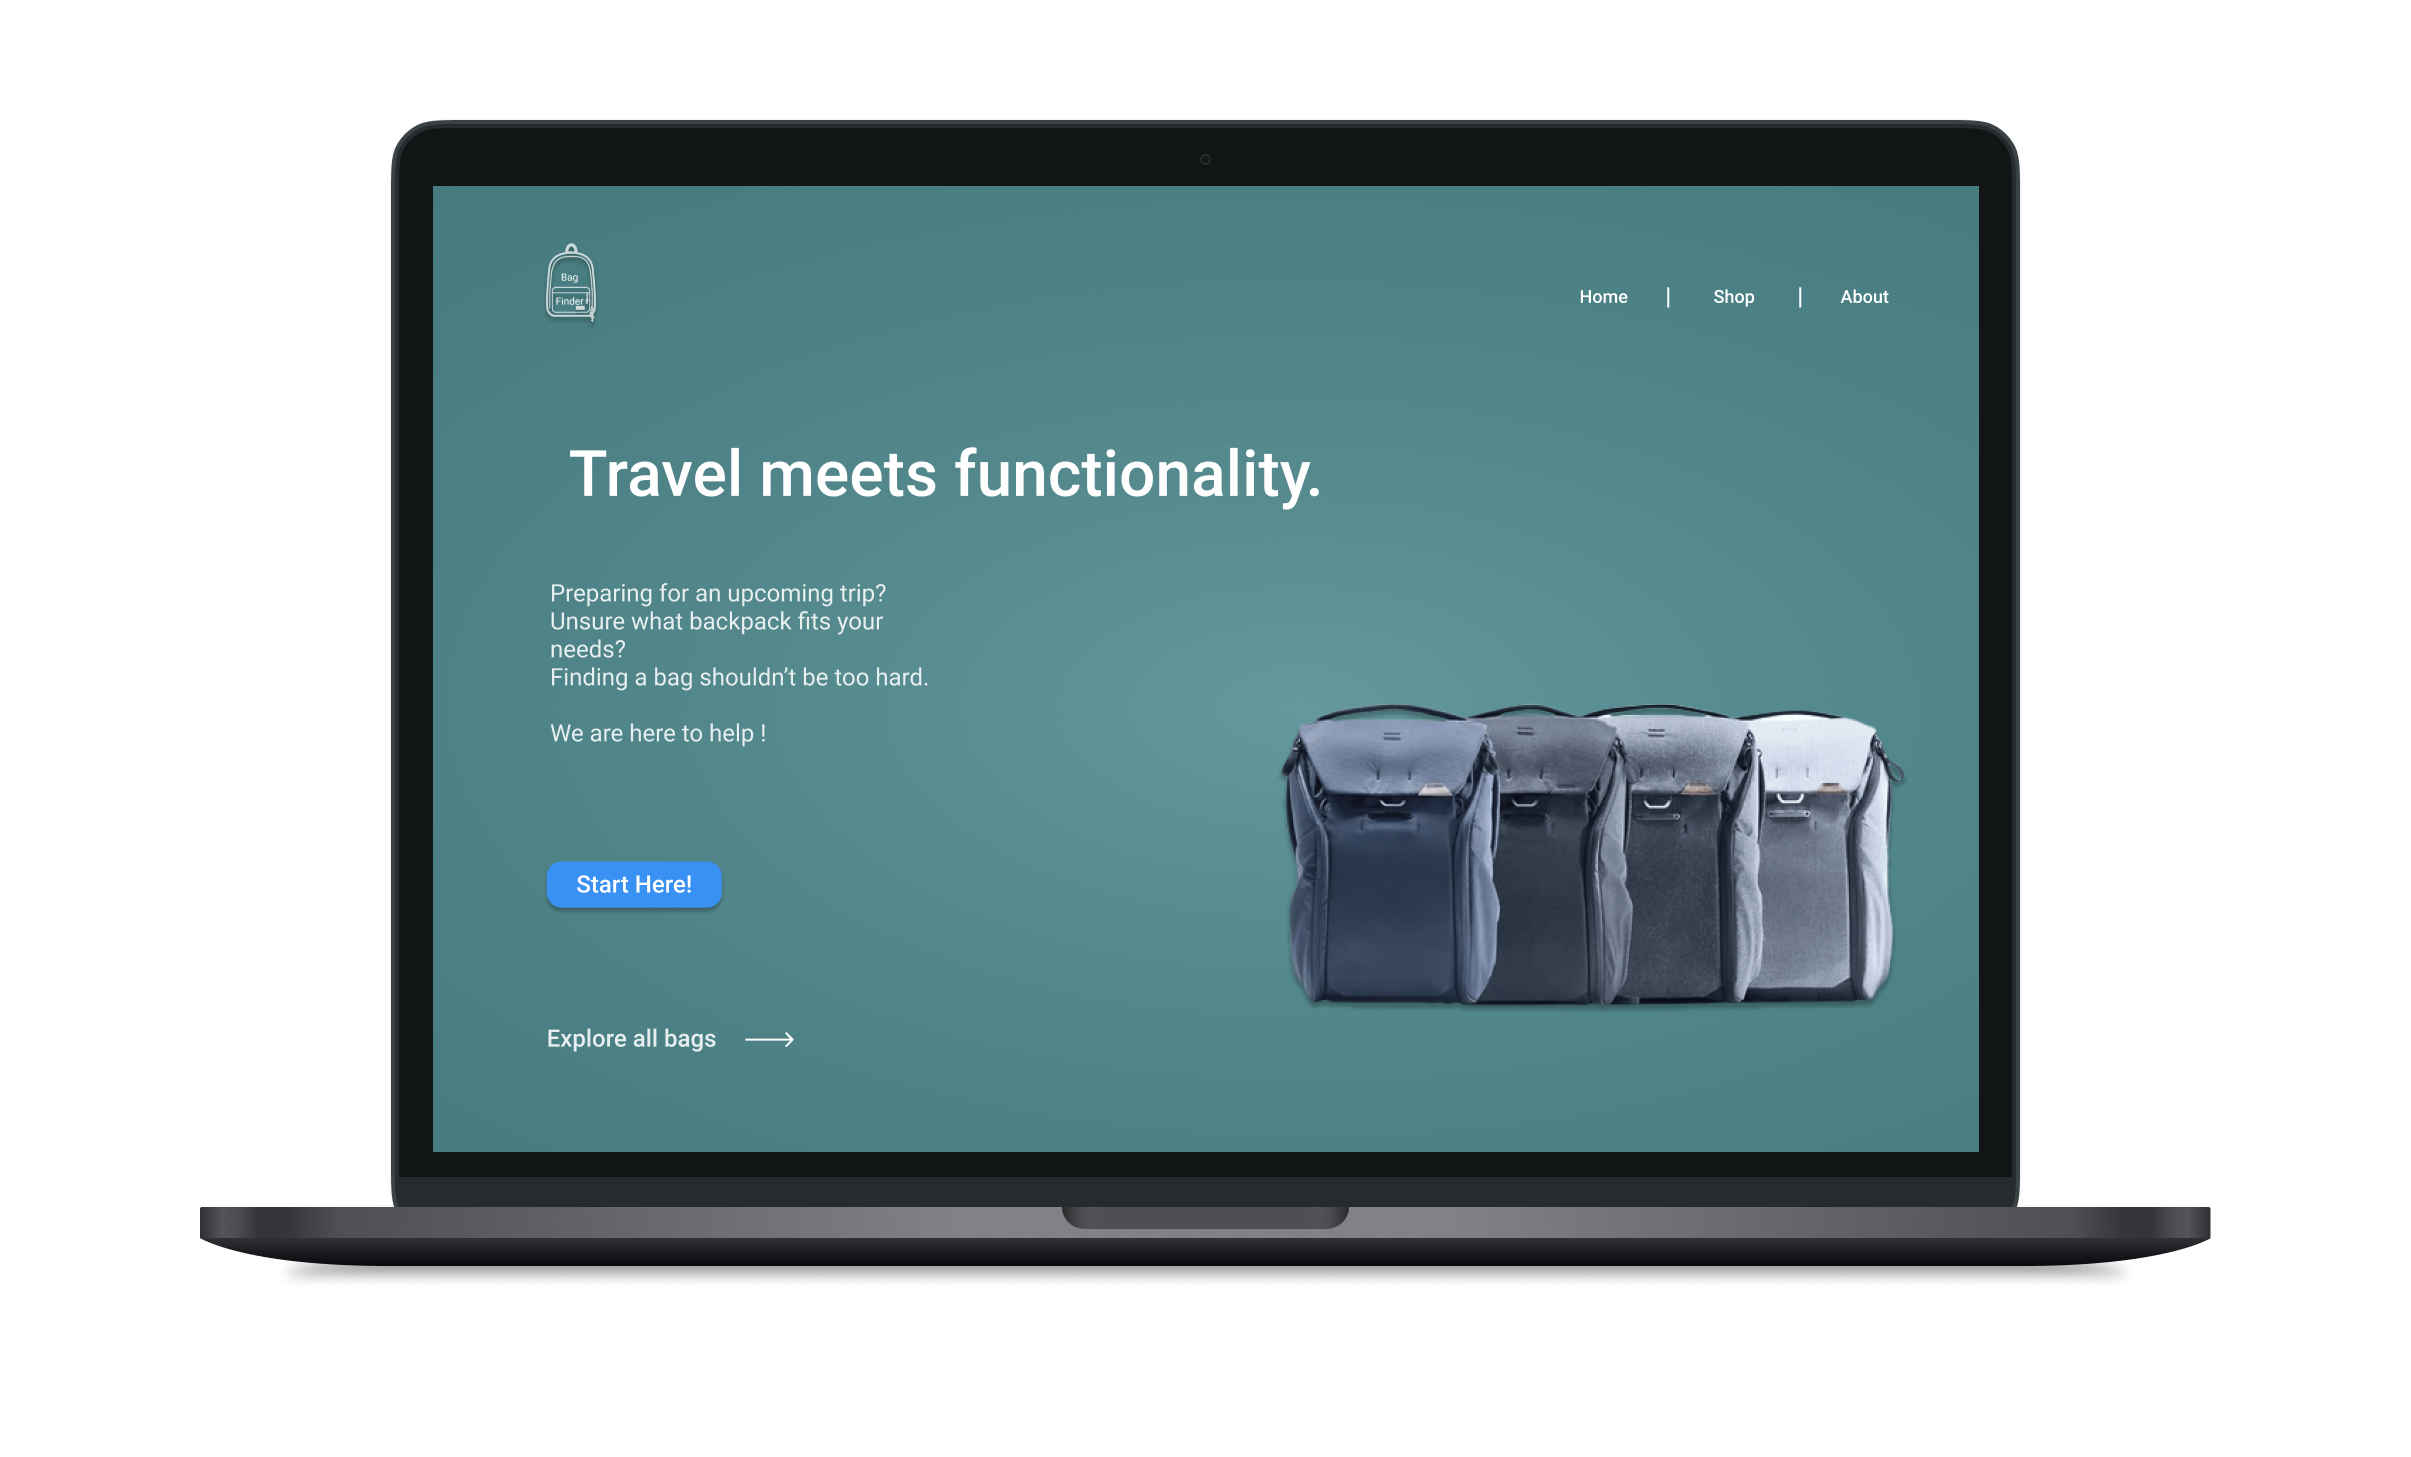 Bag
Finder
Home | Shop | About
Travel meets functionality.
Preparing for an upcoming trip?
Unsure what backpack fits your
needs?
Finding a bag shouldn’t be too hard.
We are here to help !
Start Here!
Explore all bags